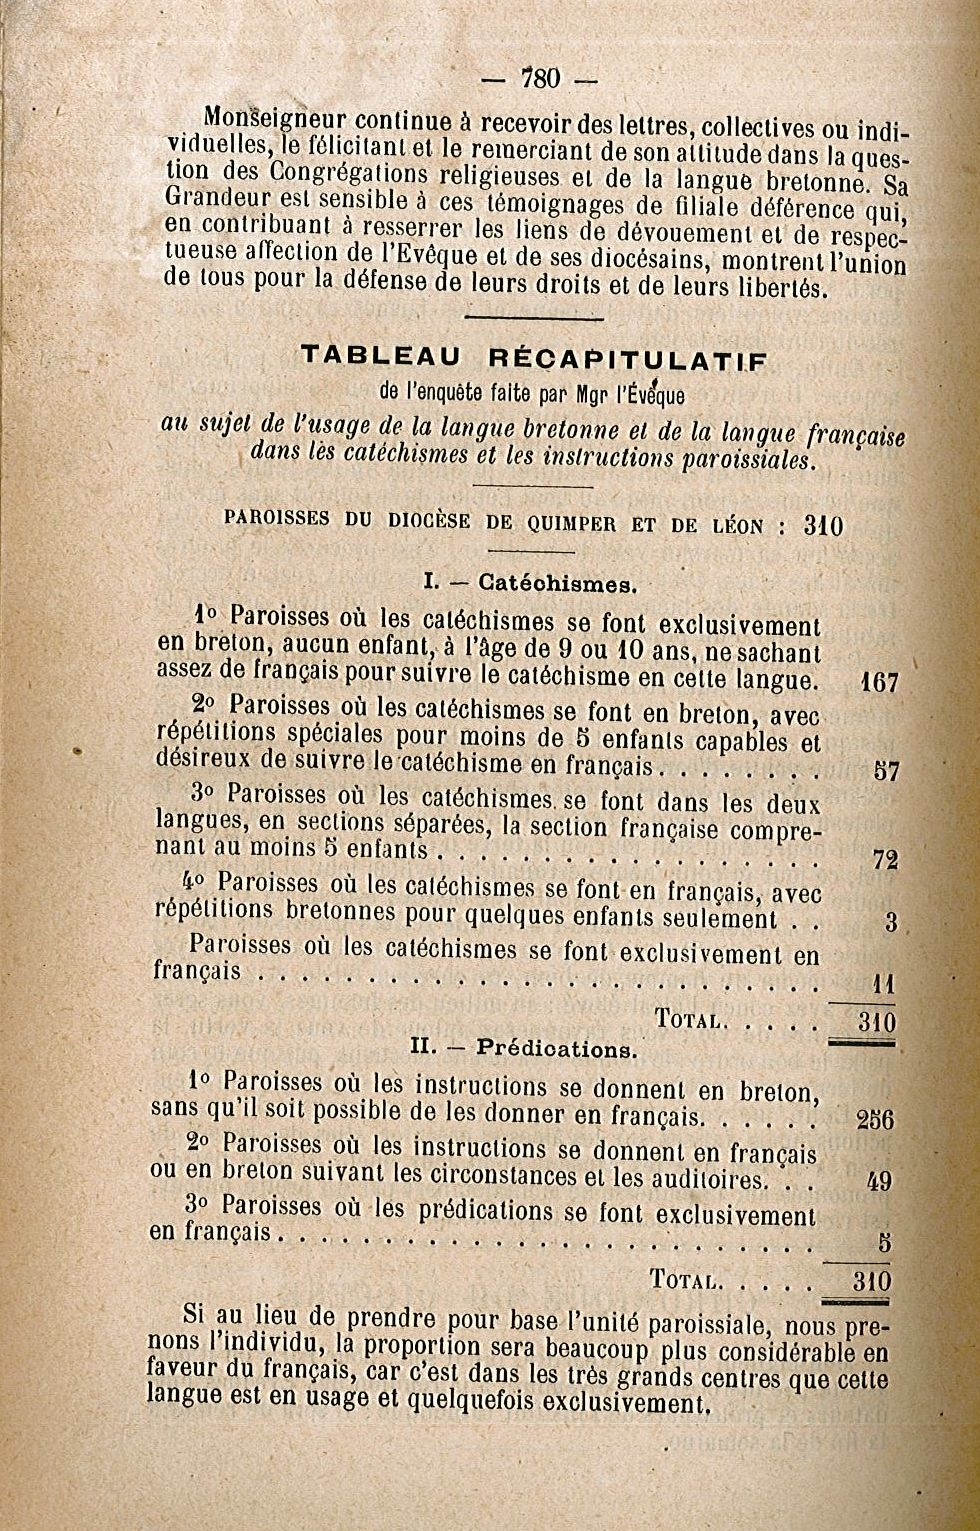 — 780 —
Monseigneur continue à recevoir des lettres, collectives ou indi-
viduelles, le félicitant et le remerciant de son attitude dans la ques-
tion des Congrégations religieuses et de la langue bretonne. Sa
Grandeur est sensible à ces témoignages de filiale déférence qui,
en contribuant à resserrer les liens de dévouement et de respec-
tueuse affection de l'Evêque et de ses diocésains, montrent l'union
de tous pour la défense de leurs droits et de leurs libertés.
TABLEAU RÉCAPITULATIF
de l'enquête faite par Mgr l'Évêque
au sujet de l'usage de la langue bretonne et de la langue française
dans les catéchismes et les instructions paroissiales.
PAROISSES DU DIOCÈSE DE QUIMPER ET DE LÉON : 310
I. — Catéchismes.
1º Paroisses où les catéchismes se font exclusivement
en breton, aucun enfant, à l'âge de 9 ou 10 ans, ne sachant
assez de français pour suivre le catéchisme en cette langue. 167
2º Paroisses où les catéchismes se font en breton, avec
répétitions spéciales pour moins de 5 enfants capables et
désireux de suivre le catéchisme en français . . . . . . . . 57
3º Paroisses où les catéchismes se font dans les deux
langues, en sections séparées, la section française compre-
nant au moins 5 enfants . . . . . . . . . . . . . . . . . . 72
4º Paroisses où les catéchismes se font en français, avec
répétitions bretonnes pour quelques enfants seulement . . 3
Paroisses où les catéchismes se font exclusivement en
français . . . . . . . . . . . . . . . . . . . . . . . . . . 11
TOTAL. . . . . 310
II. — Prédications.
1º Paroisses où les instructions se donnent en breton,
sans qu'il soit possible de les donner en français. . . . . . 256
2º Paroisses où les instructions se donnent en français
ou en breton suivant les circonstances et les auditoires. . . 49
3º Paroisses où les prédications se font exclusivement
en français . . . . . . . . . . . . . . . . . . . . . . . . . 5
TOTAL. . . . . 310
Si au lieu de prendre pour base l'unité paroissiale, nous pre-
nons l'individu, la proportion sera beaucoup plus considérable en
faveur du français, car c'est dans les très grands centres que cette
langue est en usage et quelquefois exclusivement.